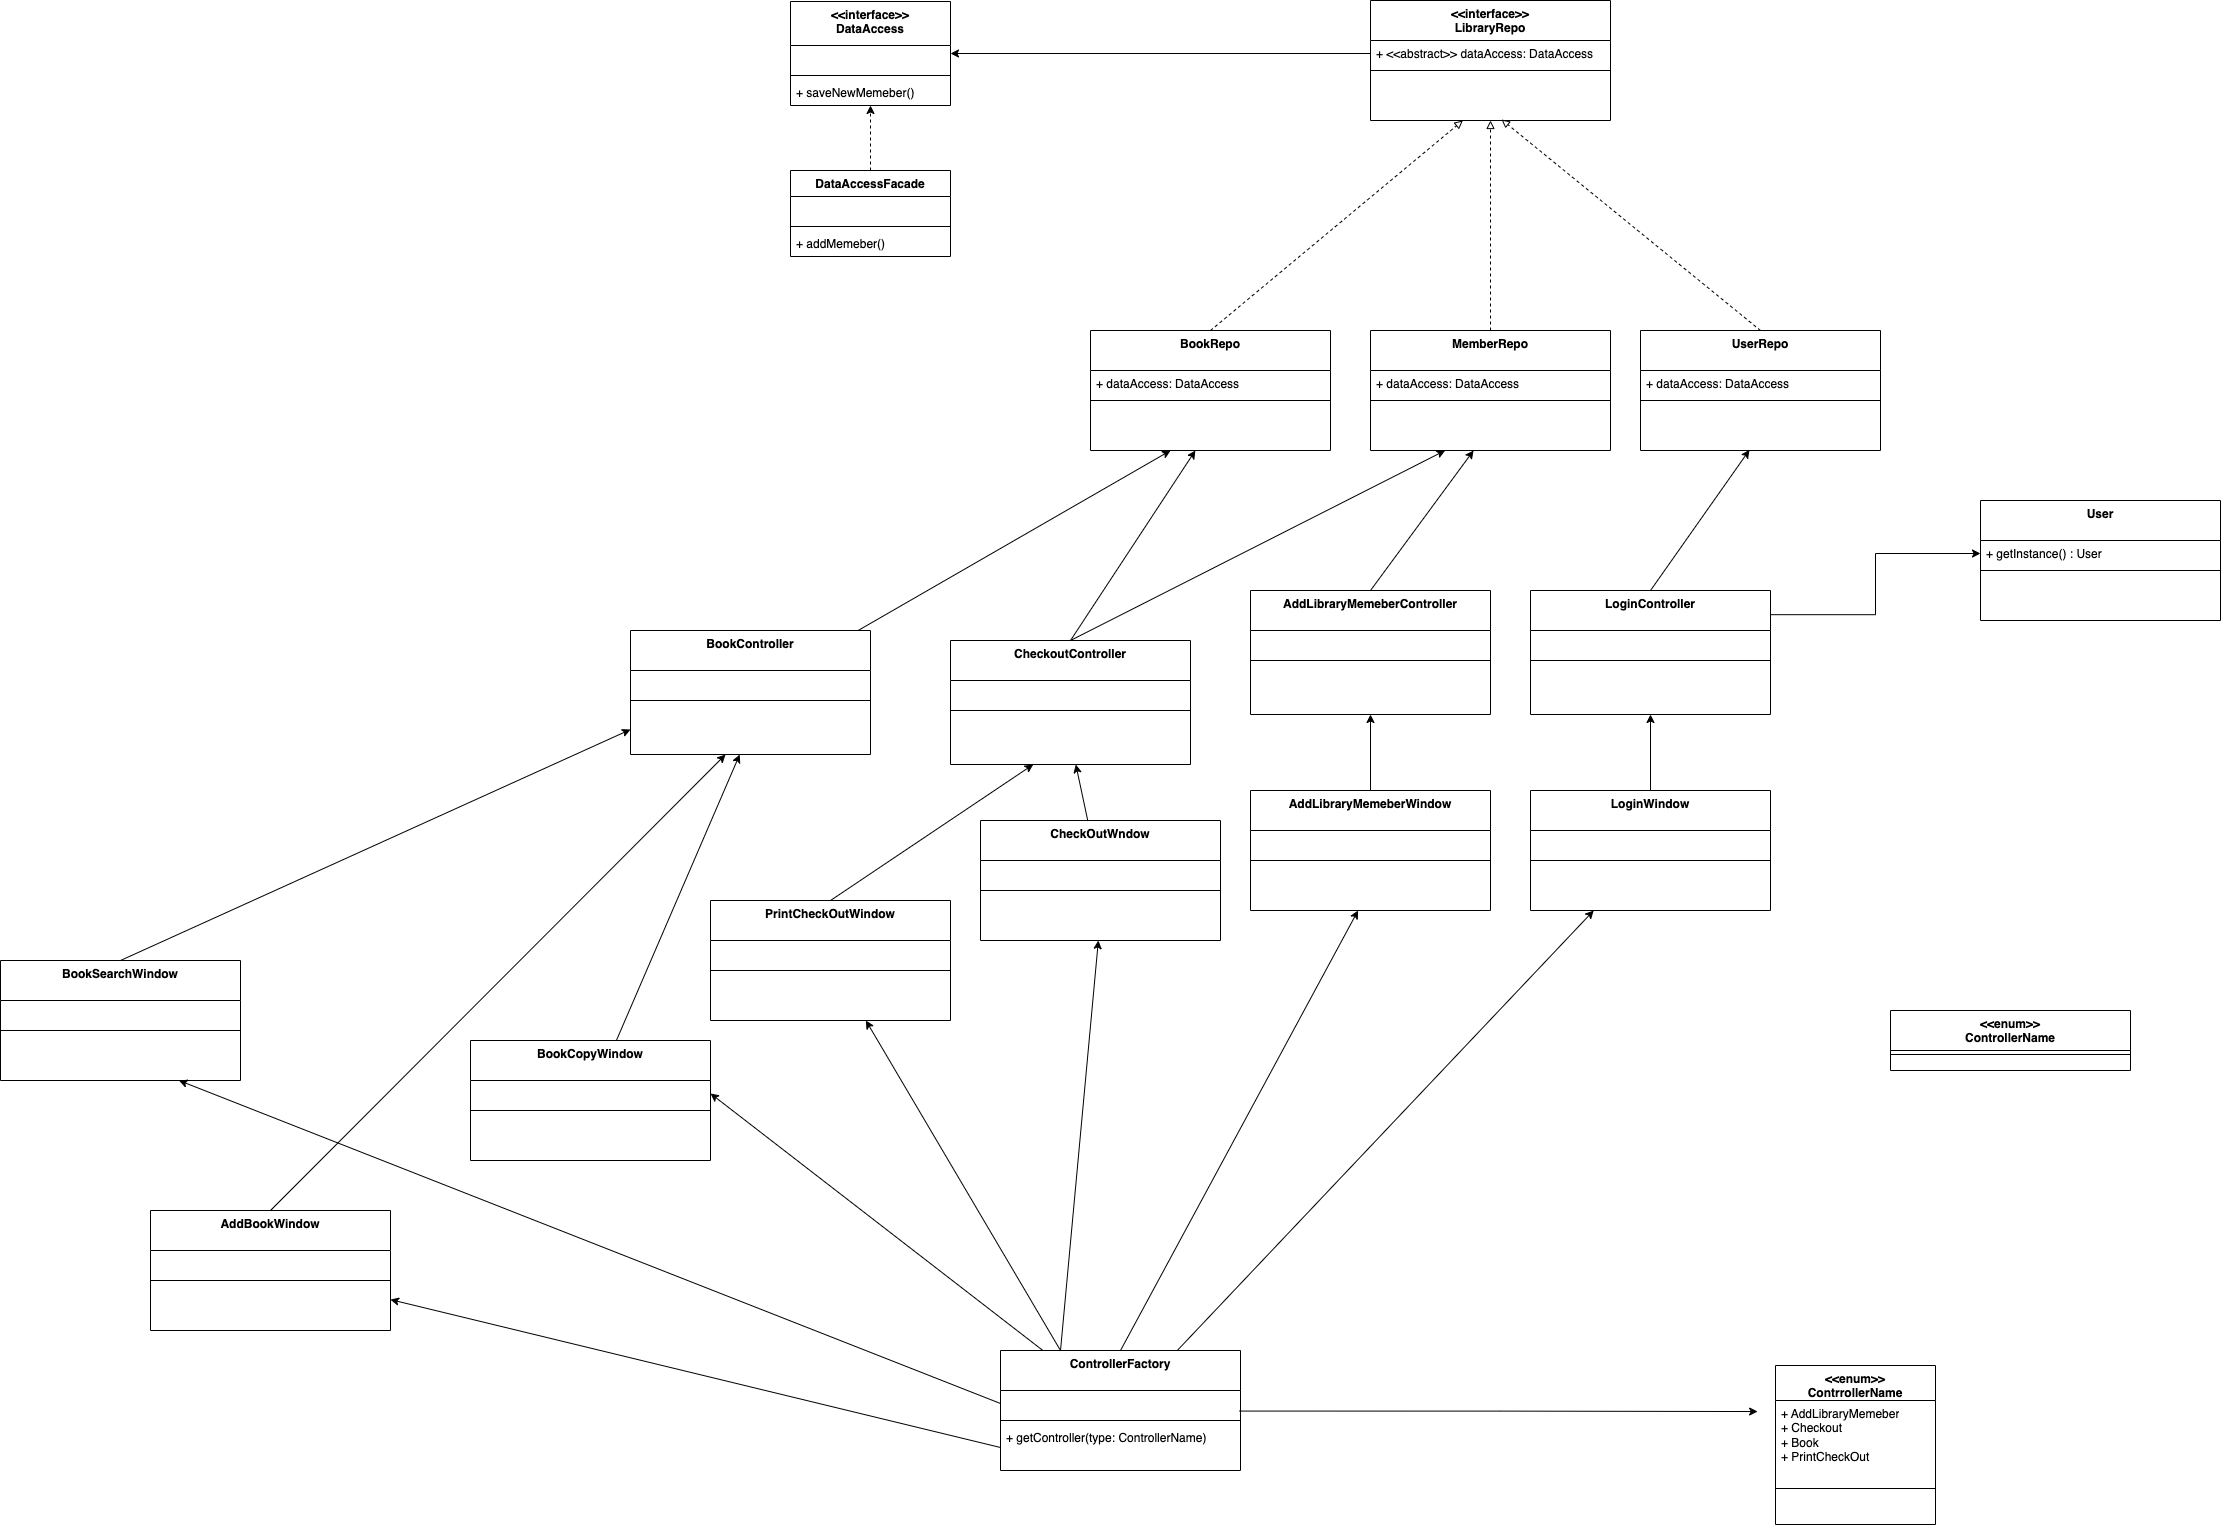 <<interface>>
DataAccess
+ saveNewMemeber()
<<interface>>
LibraryRepo
+ <<abstract>> dataAccess: DataAccess
DataAccessFacade
+ addMemeber()
BookRepo
+ dataAccess: DataAccess
MemberRepo
+ dataAccess: DataAccess
UserRepo
+ dataAccess: DataAccess
User
+ getInstance() : User
BookController
CheckoutController
AddLibraryMemeberController
LoginController
AddLibraryMemeberWindow
LoginWindow
CheckOutWndow
PrintCheckOutWindow
BookSearchWindow
BookCopyWindow
<<enum>>
ControllerName
AddBookWindow
ControllerFactory
+ getController(type: ControllerName)
<<enum>>
ContrrollerName
+ AddLibraryMemeber
+ Checkout
+ Book
+ PrintCheckOut